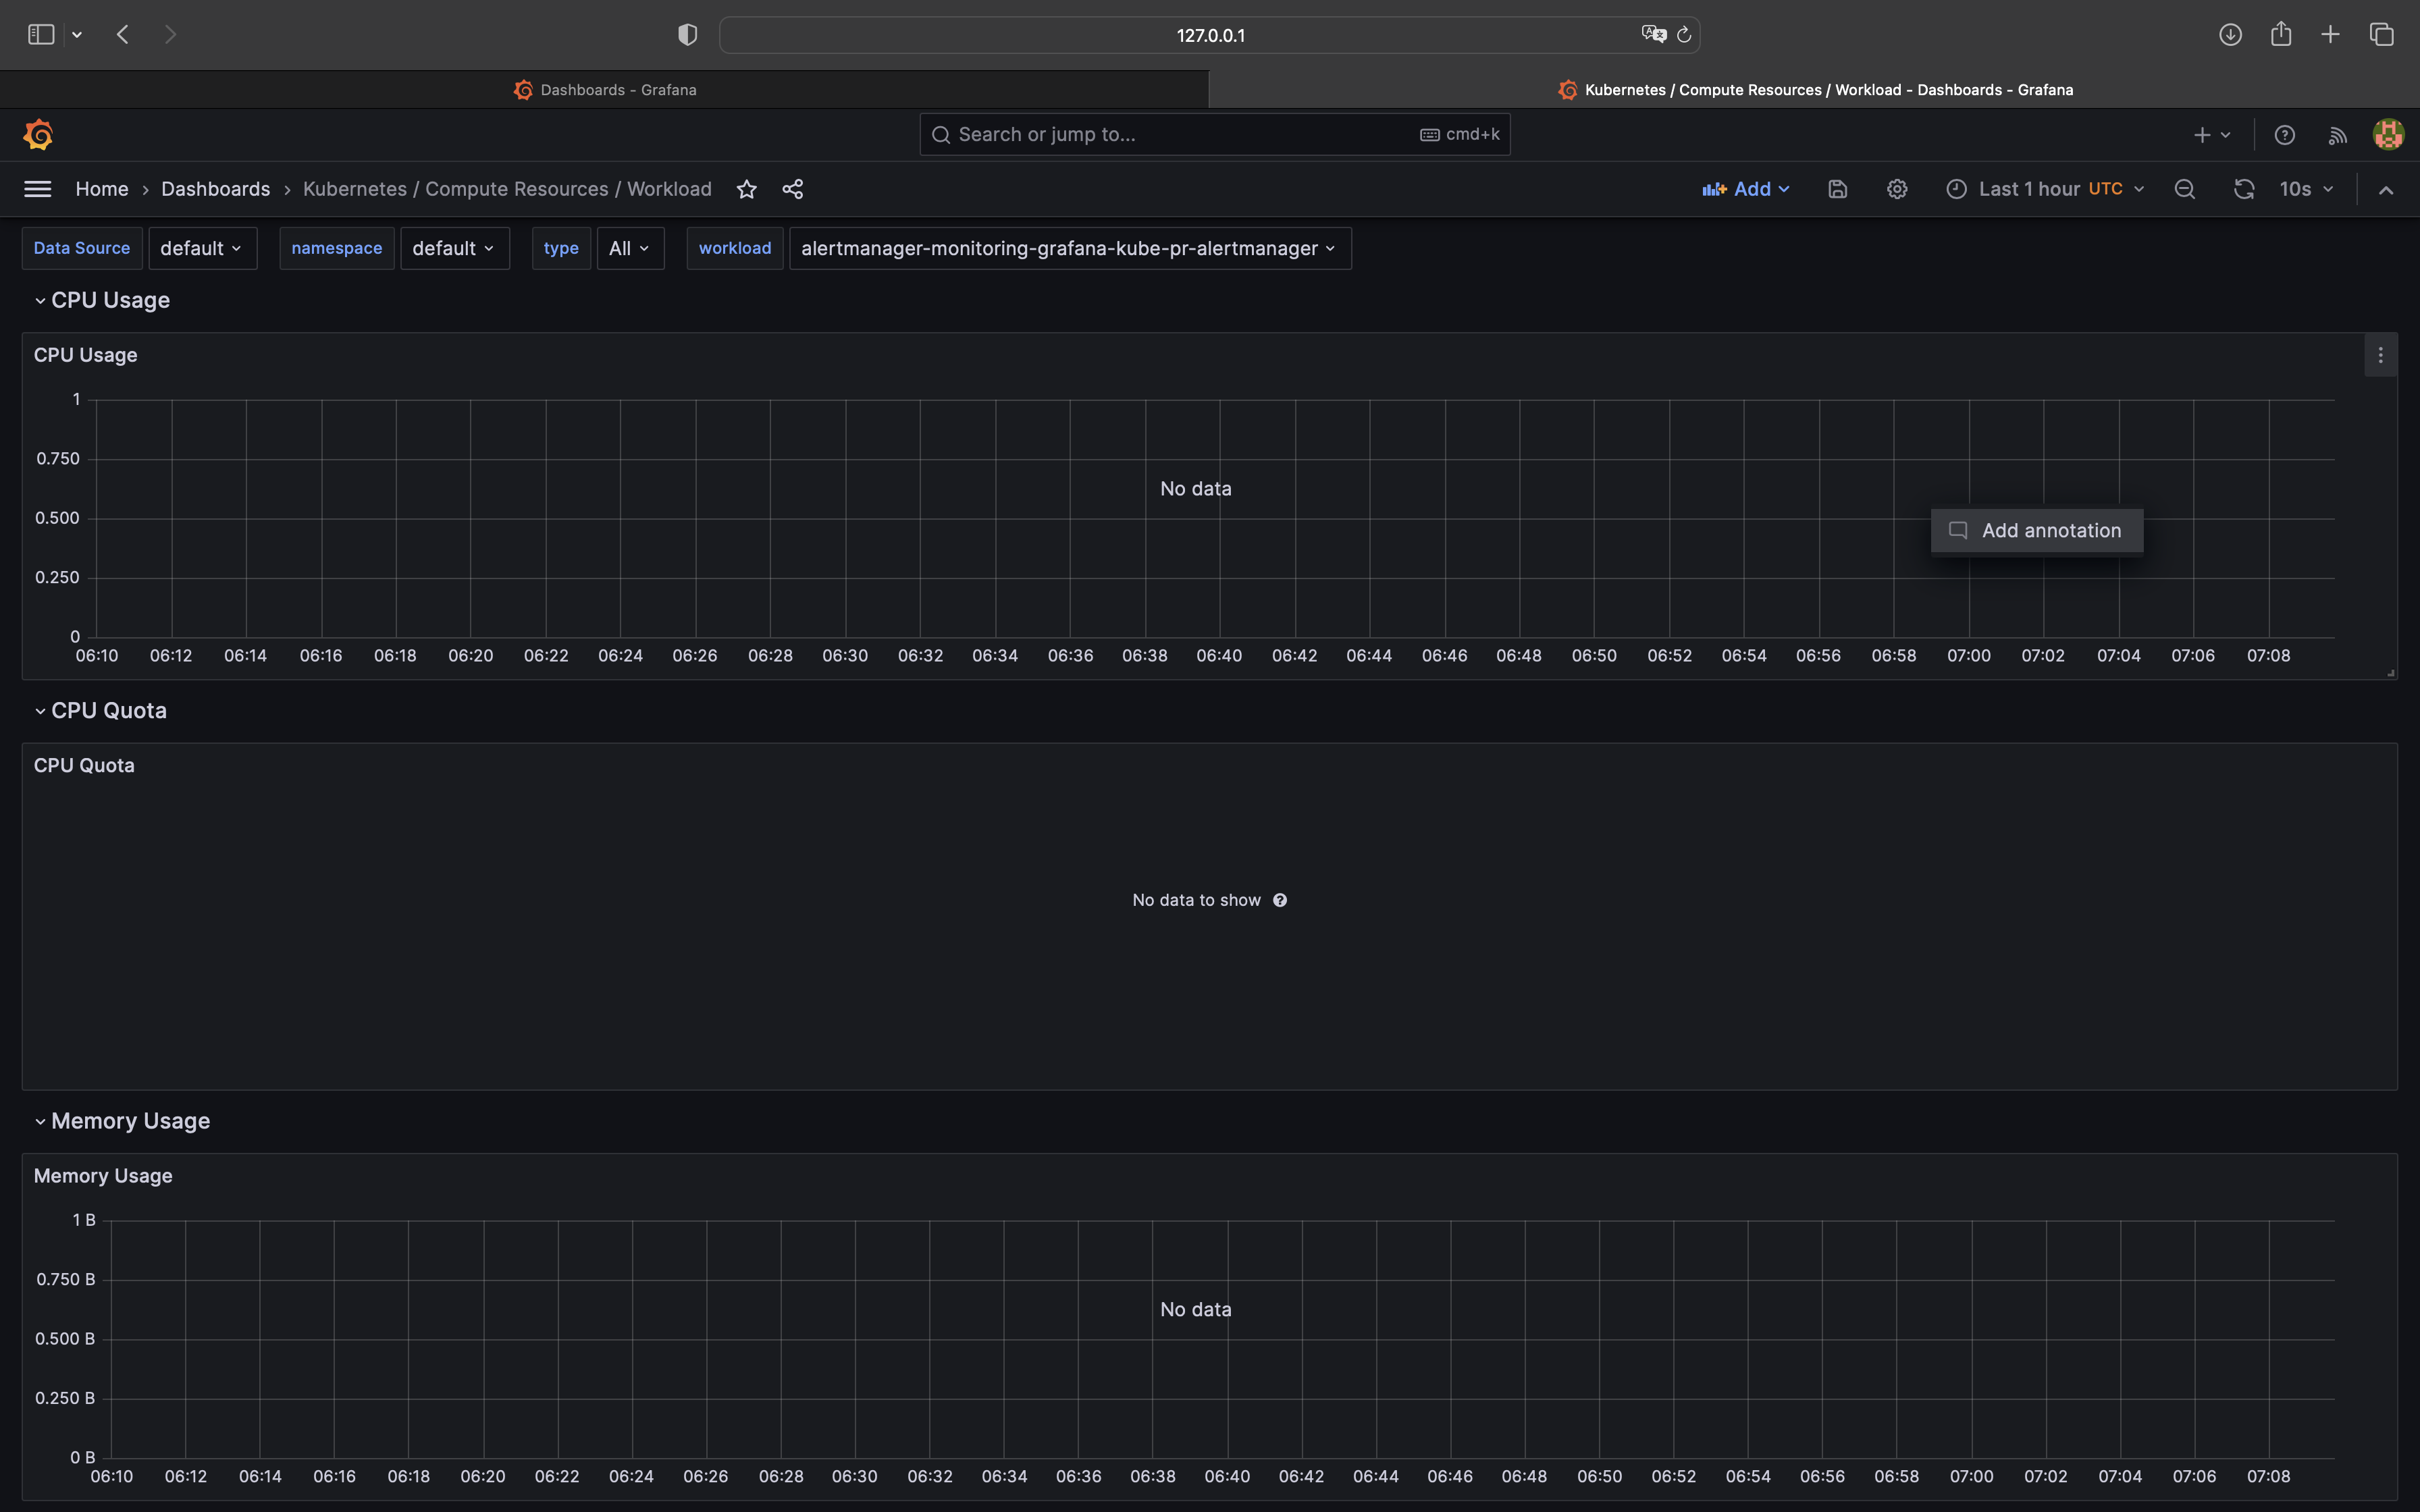 127.0.0.1
Dashboards - Grafana
Kubernetes / Compute Resources / Workload - Dashboards - Grafana
Search or jump to...
cmd+k
Home › Dashboards › Kubernetes / Compute Resources / Workload
Add
Last 1 hour UTC
10s
Data Source default
namespace default
type All
workload alertmanager-monitoring-grafana-kube-pr-alertmanager
CPU Usage
CPU Usage
1
0.750
No data
0.500
Add annotation
0.250
0
06:10 06:12 06:14 06:16 06:18 06:20 06:22 06:24 06:26 06:28 06:30 06:32 06:34 06:36 06:38 06:40 06:42 06:44 06:46 06:48 06:50 06:52 06:54 06:56 06:58 07:00 07:02 07:04 07:06 07:08
CPU Quota
CPU Quota
No data to show
Memory Usage
Memory Usage
1 B
0.750 B
No data
0.500 B
0.250 B
0 B
06:10 06:12 06:14 06:16 06:18 06:20 06:22 06:24 06:26 06:28 06:30 06:32 06:34 06:36 06:38 06:40 06:42 06:44 06:46 06:48 06:50 06:52 06:54 06:56 06:58 07:00 07:02 07:04 07:06 07:08